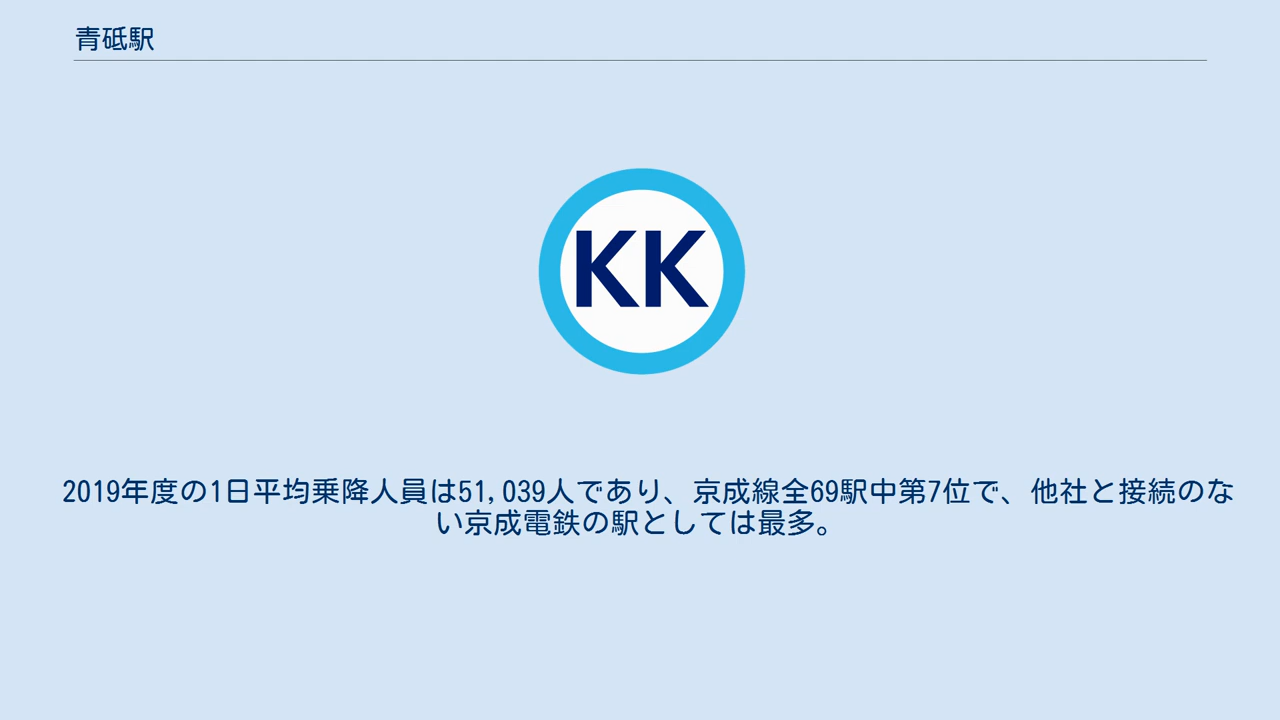 青砥駅
KK
2019年度の1日平均乗降人員は51,039人であり、京成線全69駅中第7位で、他社と接続のな
い京成電鉄の駅としては最多。